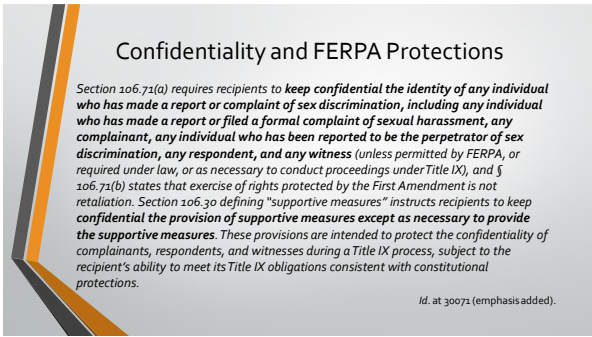 Confidentiality and FERPA Protections
Section 106.71(a) requires recipients to keep confidential the identity of any individual
who has made a report or complaint of sex discrimination, including any individual
who has made a report or filed a formal complaint of sexual harassment, any
complainant, any individual who has been reported to be the perpetrator of sex
discrimination, any respondent, and any witness (unless permitted by FERPA, or
required under law, or as necessary to conduct proceedings under Title IX), and §
106.71(b) states that exercise of rights protected by the First Amendment is not
retaliation. Section 106.30 defining “supportive measures” instructs recipients to keep
confidential the provision of supportive measures except as necessary to provide
the supportive measures. These provisions are intended to protect the confidentiality of
complainants, respondents, and witnesses during a Title IX process, subject to the
recipient’s ability to meet its Title IX obligations consistent with constitutional
protections.
Id. at 30071 (emphasis added).